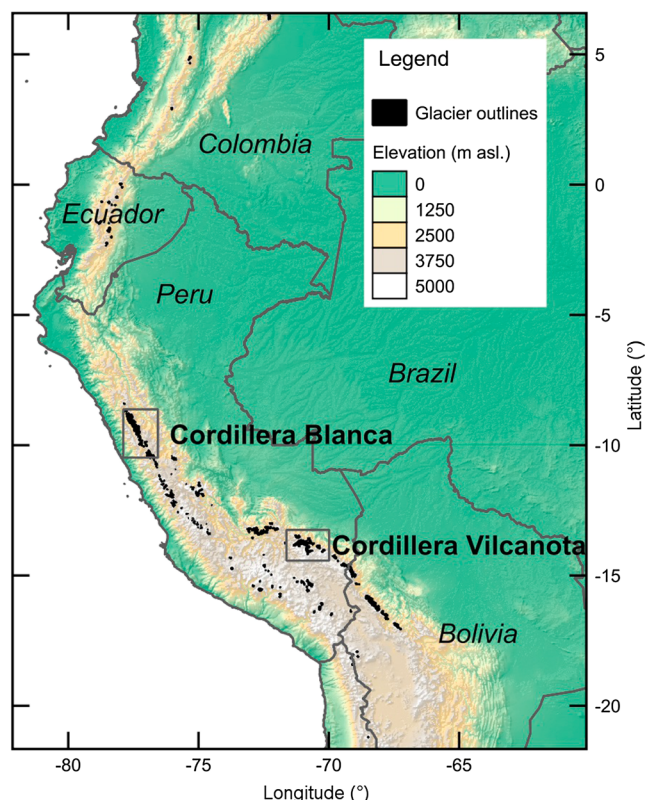 Legend
Glacier outlines
Elevation (m asl.)
0
1250
2500
3750
5000
Colombia
Ecuador
Peru
Brazil
Cordillera Blanca
Cordillera Vilcanota
Bolivia
5
0
-5
-10
-15
-20
Latitude (°)
-80
-75
-70
-65
Longitude (°)